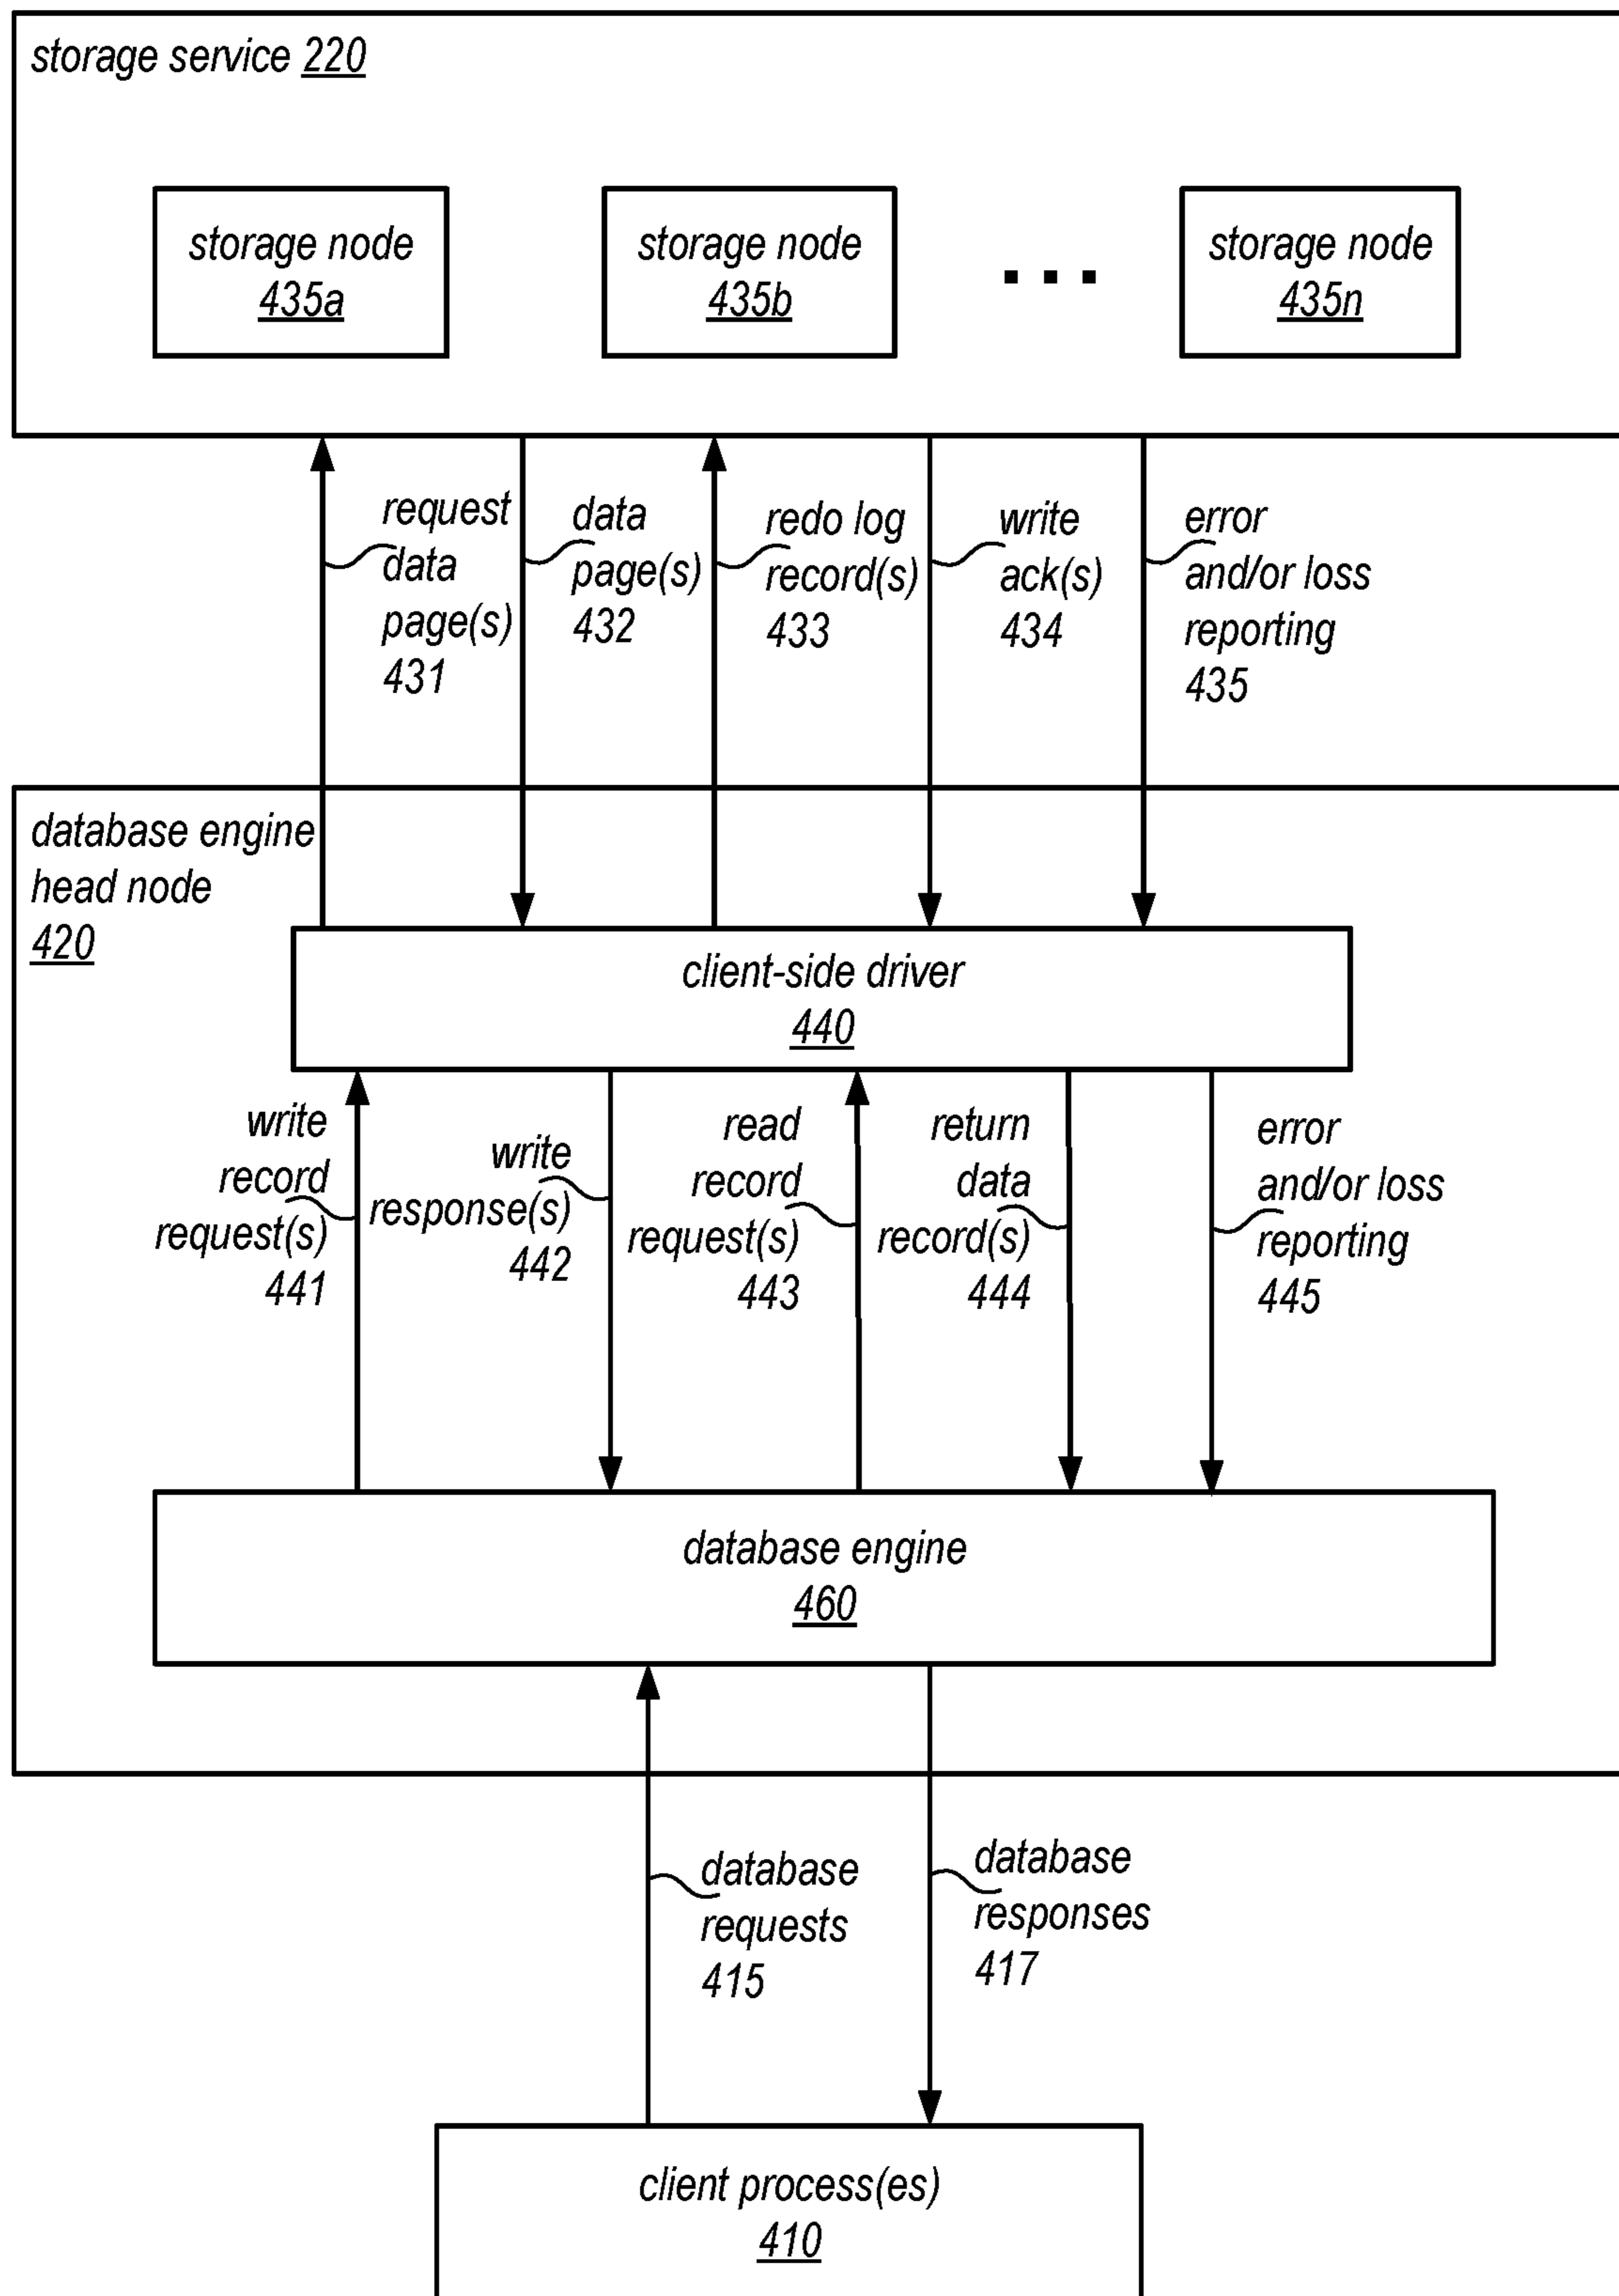 storage service 220
storage node
435a
storage node
435b
storage node
435n
request
data
page(s)
431
data
page(s)
432
redo log
record(s)
433
write
ack(s)
434
error
and/or loss
reporting
435
database engine
head node
420
client-side driver
440
write
record
request(s)
441
write
response(s)
442
read
record
request(s)
443
return
data
record(s)
444
error
and/or loss
reporting
445
database engine
460
database
requests
415
database
responses
417
client process(es)
410